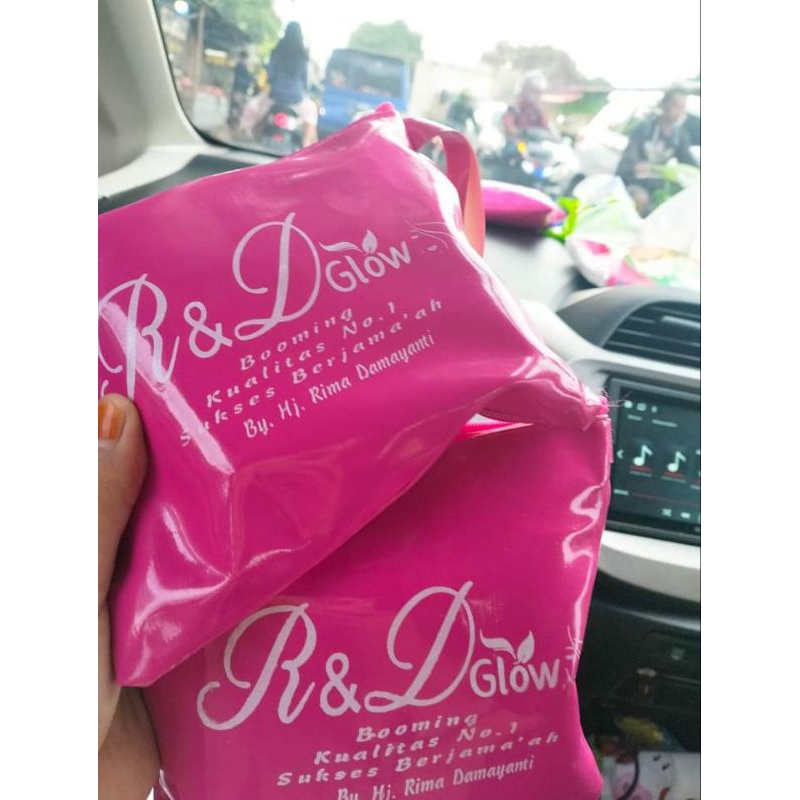 R&D Glow
Booming
Kualitas No.1
Sukses Berjama'ah
By. Hj. Rima Damayanti
R&D Glow
Booming
Kualitas No.1
Sukses Berjama'ah
By. Hj. Rima Damayanti